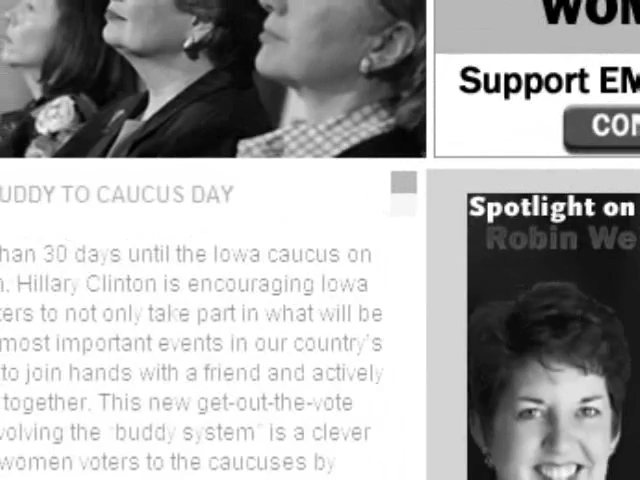 WOM
Support EM
CON
UDDY TO CAUCUS DAY
han 30 days until the Iowa caucus on
n. Hillary Clinton is encouraging Iowa
ters to not only take part in what will be
most important events in our country's
to join hands with a friend and actively
together. This new get-out-the-vote
volving the "buddy system" is a clever
women voters to the caucuses by
Spotlight on
Robin We